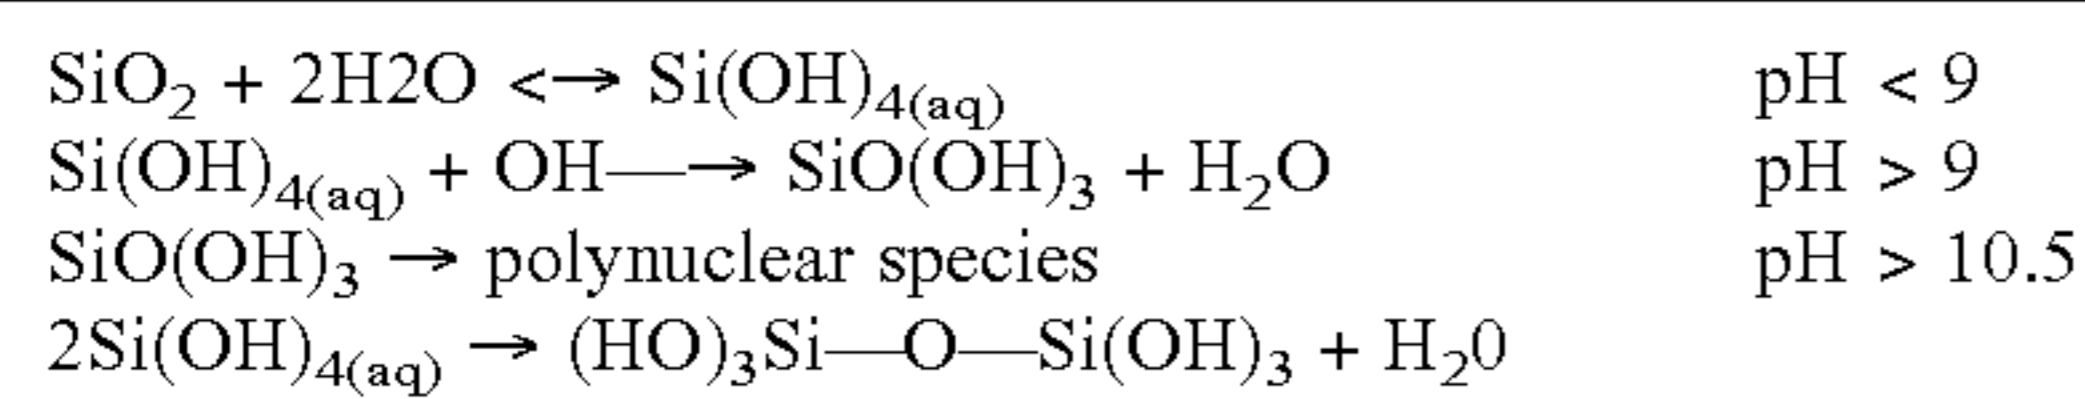 SiO₂ + 2H2O <→ Si(OH)₄₍ₐq₎ pH < 9
Si(OH)₄₍ₐq₎ + OH—→ SiO(OH)₃ + H₂O pH > 9
SiO(OH)₃ → polynuclear species pH > 10.5
2Si(OH)₄₍ₐq₎ → (HO)₃Si—O—Si(OH)₃ + H₂0